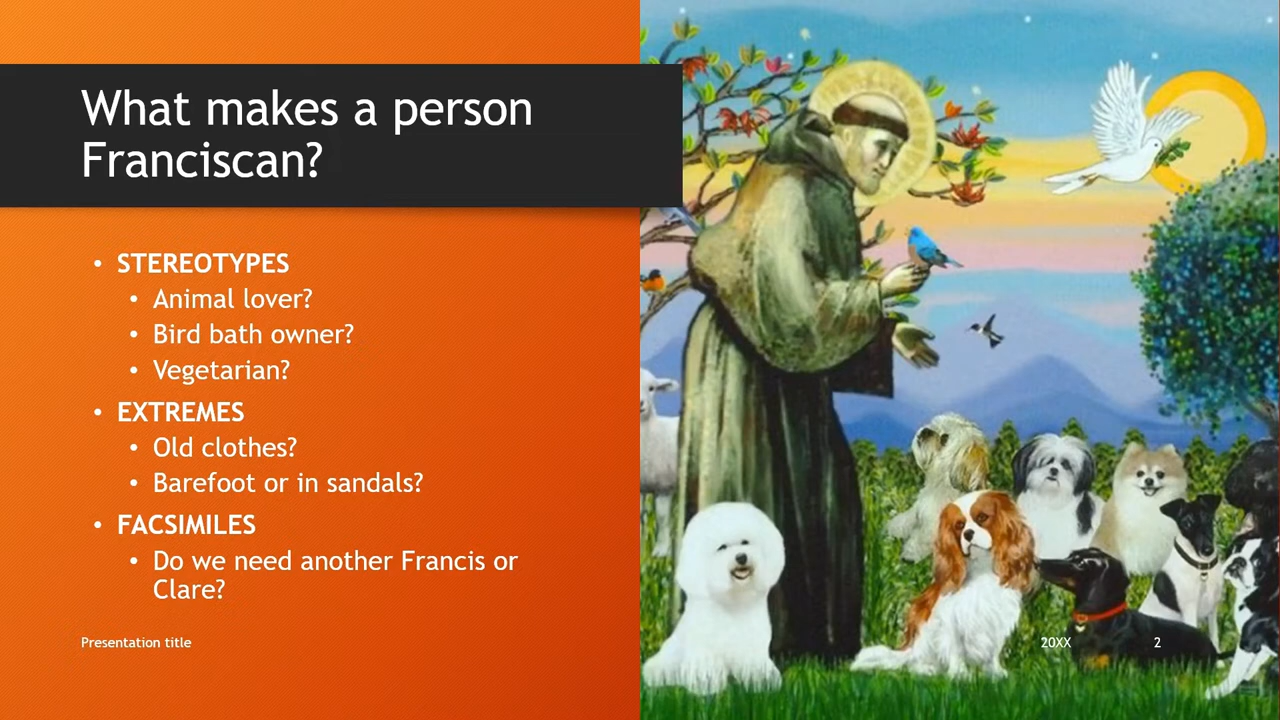 What makes a person
Franciscan?
• STEREOTYPES
• Animal lover?
• Bird bath owner?
• Vegetarian?
• EXTREMES
• Old clothes?
• Barefoot or in sandals?
• FACSIMILES
• Do we need another Francis or
Clare?
Presentation title
20XX
2